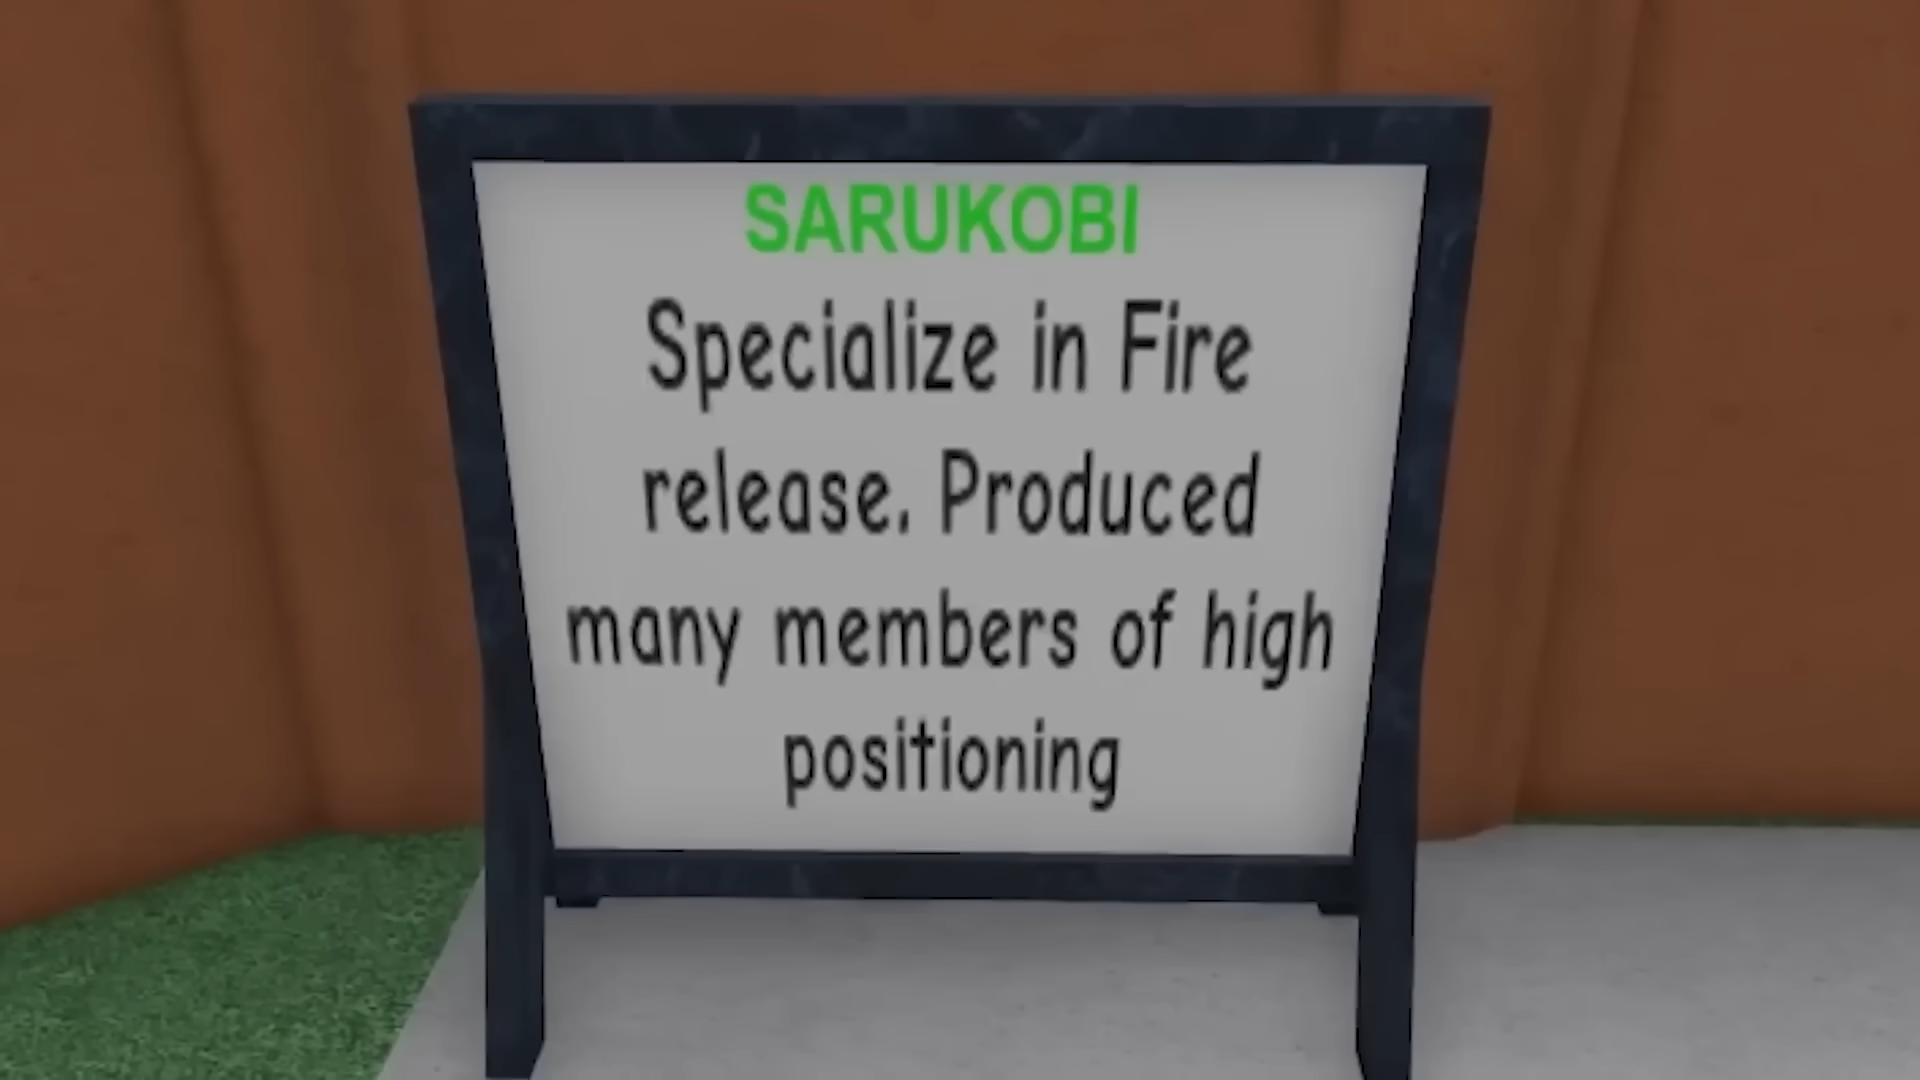 SARUKOBI
Specialize in Fire
release. Produced
many members of high
positioning